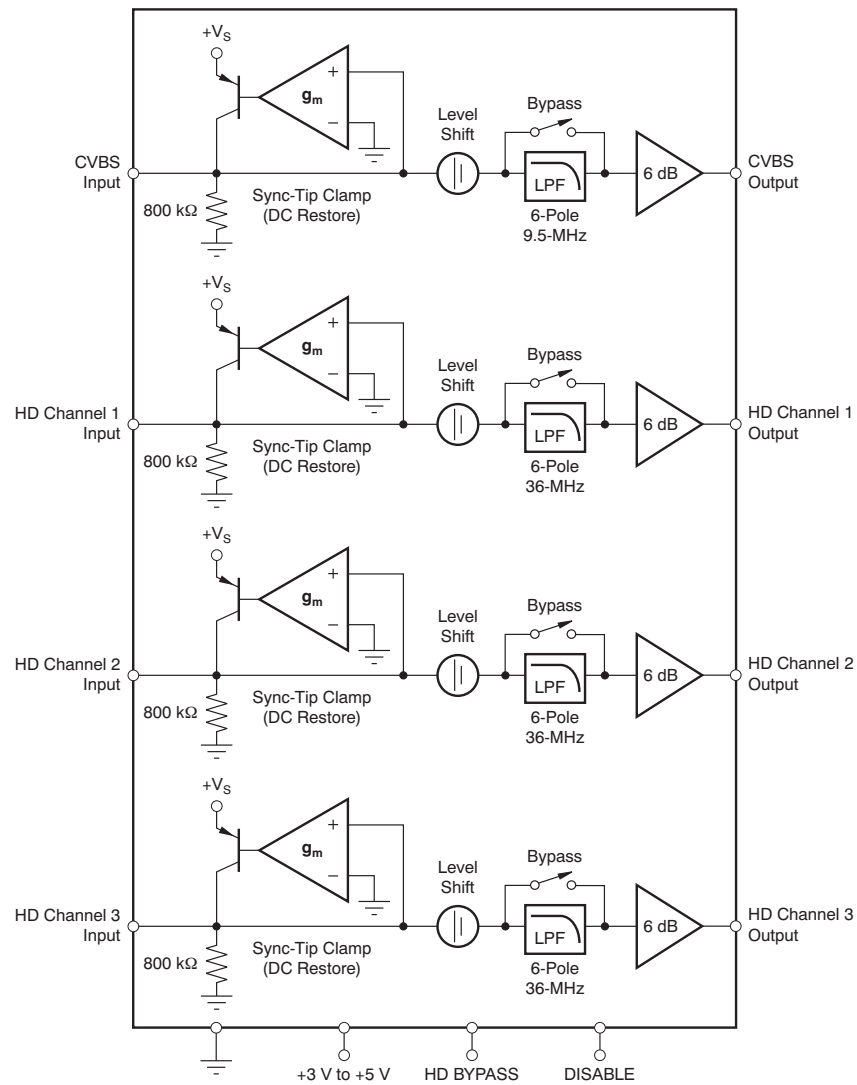 +VS
+
gm
−
Level
Shift
Bypass
CVBS
Input
LPF
6 dB
CVBS
Output
800 kΩ
Sync-Tip Clamp
(DC Restore)
6-Pole
9.5-MHz
+VS
+
gm
−
Level
Shift
Bypass
HD Channel 1
Input
LPF
6 dB
HD Channel 1
Output
800 kΩ
Sync-Tip Clamp
(DC Restore)
6-Pole
36-MHz
+VS
+
gm
−
Level
Shift
Bypass
HD Channel 2
Input
LPF
6 dB
HD Channel 2
Output
800 kΩ
Sync-Tip Clamp
(DC Restore)
6-Pole
36-MHz
+VS
+
gm
−
Level
Shift
Bypass
HD Channel 3
Input
LPF
6 dB
HD Channel 3
Output
800 kΩ
Sync-Tip Clamp
(DC Restore)
6-Pole
36-MHz
+3 V to +5 V
HD BYPASS
DISABLE